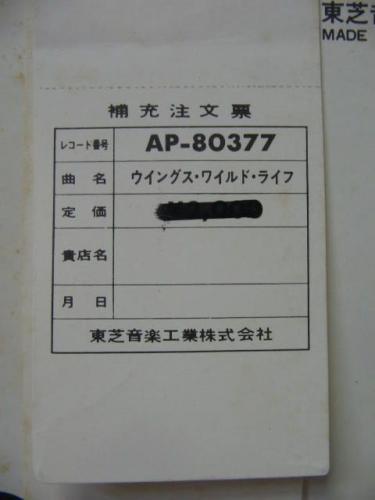 東芝音
MADE
補充注文票
レコード番号 AP-80377
曲名 ウイングス・ワイルド・ライフ
定価
貴店名
月日
東芝音楽工業株式会社